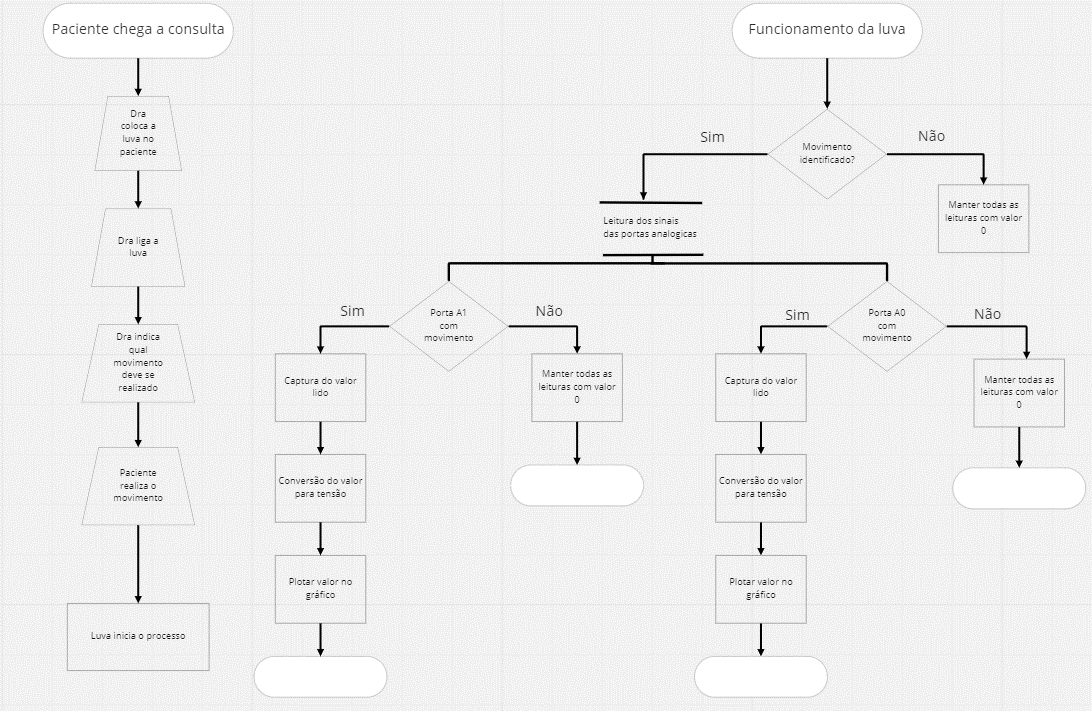 Paciente chega a consulta
Dra
coloca a
luva no
paciente
Dra liga a
luva
Dra indica
qual
movimento
deve se
realizado
Paciente
realiza o
movimento
Luva inicia o processo
Funcionamento da luva
Movimento
identificado?
Sim
Não
Manter todas as
leituras com valor
0
Leitura dos sinais
das portas analogicas
Porta A1
com
movimento
Sim
Não
Captura do valor
lido
Conversão do valor
para tensão
Plotar valor no
gráfico
Manter todas as
leituras com valor
0
Porta A0
com
movimento
Sim
Não
Captura do valor
lido
Conversão do valor
para tensão
Plotar valor no
gráfico
Manter todas as
leituras com valor
0